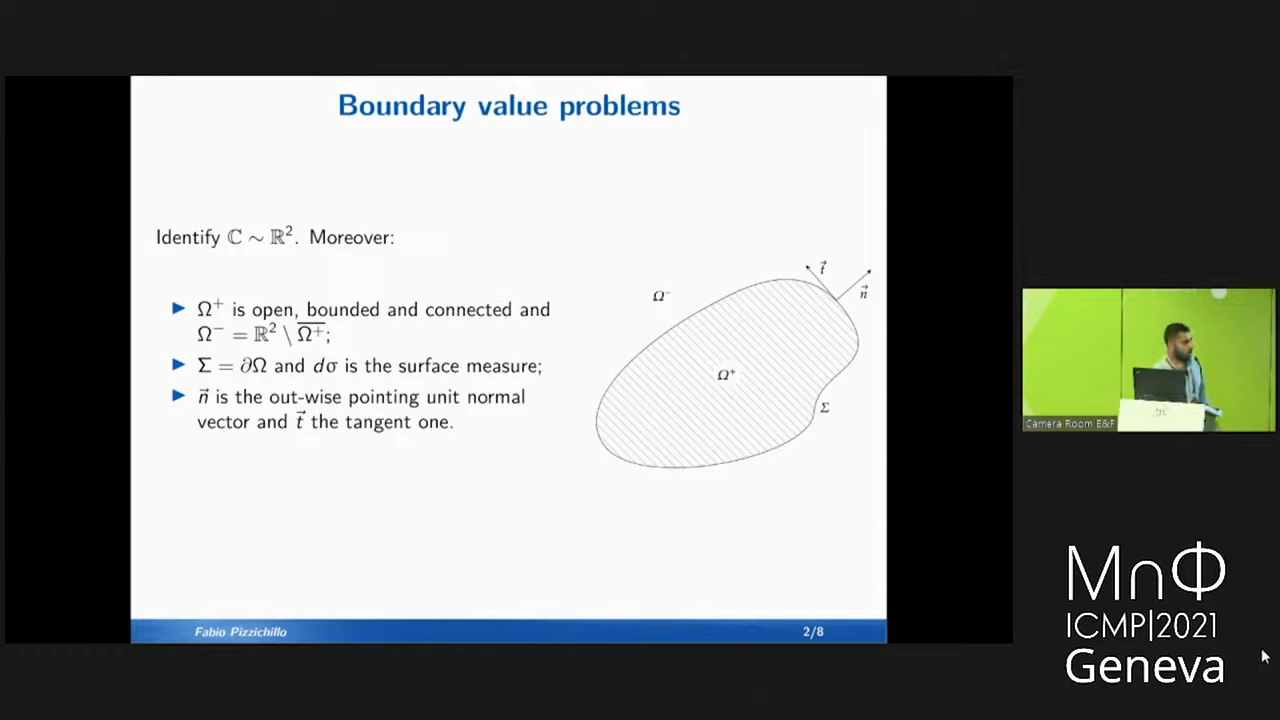 Boundary value problems
Identify ℂ ∼ ℝ². Moreover:
▶ Ω⁺ is open, bounded and connected and
Ω⁻ = ℝ² \ \overline{Ω⁺};
▶ Σ = ∂Ω and dσ is the surface measure;
▶ n⃗ is the out-wise pointing unit normal
vector and t⃗ the tangent one.
t⃗
n⃗
Ω⁻
Ω⁺
Σ
Fabio Pizzichillo
2/8
Camera Room E&F
M∩Φ
ICMP|2021
Geneva